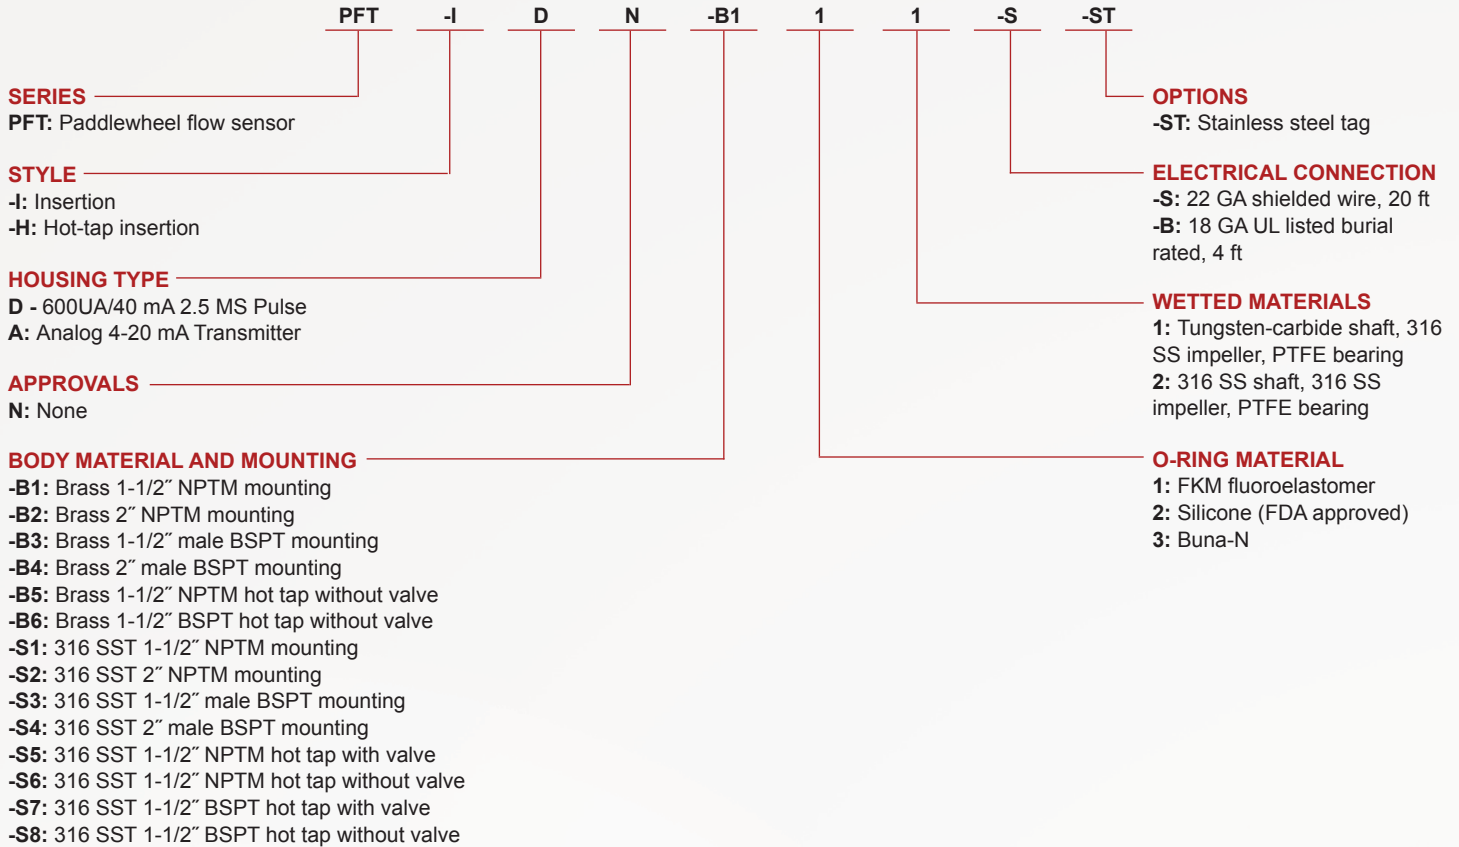 PFT -I D N -B1 1 1 -S -ST
SERIES
PFT: Paddlewheel flow sensor
STYLE
-I: Insertion
-H: Hot-tap insertion
HOUSING TYPE
D - 600UA/40 mA 2.5 MS Pulse
A: Analog 4-20 mA Transmitter
APPROVALS
N: None
BODY MATERIAL AND MOUNTING
-B1: Brass 1-1/2˝ NPTM mounting
-B2: Brass 2˝ NPTM mounting
-B3: Brass 1-1/2˝ male BSPT mounting
-B4: Brass 2˝ male BSPT mounting
-B5: Brass 1-1/2˝ NPTM hot tap without valve
-B6: Brass 1-1/2˝ BSPT hot tap without valve
-S1: 316 SST 1-1/2˝ NPTM mounting
-S2: 316 SST 2˝ NPTM mounting
-S3: 316 SST 1-1/2˝ male BSPT mounting
-S4: 316 SST 2˝ male BSPT mounting
-S5: 316 SST 1-1/2˝ NPTM hot tap with valve
-S6: 316 SST 1-1/2˝ NPTM hot tap without valve
-S7: 316 SST 1-1/2˝ BSPT hot tap with valve
-S8: 316 SST 1-1/2˝ BSPT hot tap without valve
OPTIONS
-ST: Stainless steel tag
ELECTRICAL CONNECTION
-S: 22 GA shielded wire, 20 ft
-B: 18 GA UL listed burial
rated, 4 ft
WETTED MATERIALS
1: Tungsten-carbide shaft, 316
SS impeller, PTFE bearing
2: 316 SS shaft, 316 SS
impeller, PTFE bearing
O-RING MATERIAL
1: FKM fluoroelastomer
2: Silicone (FDA approved)
3: Buna-N